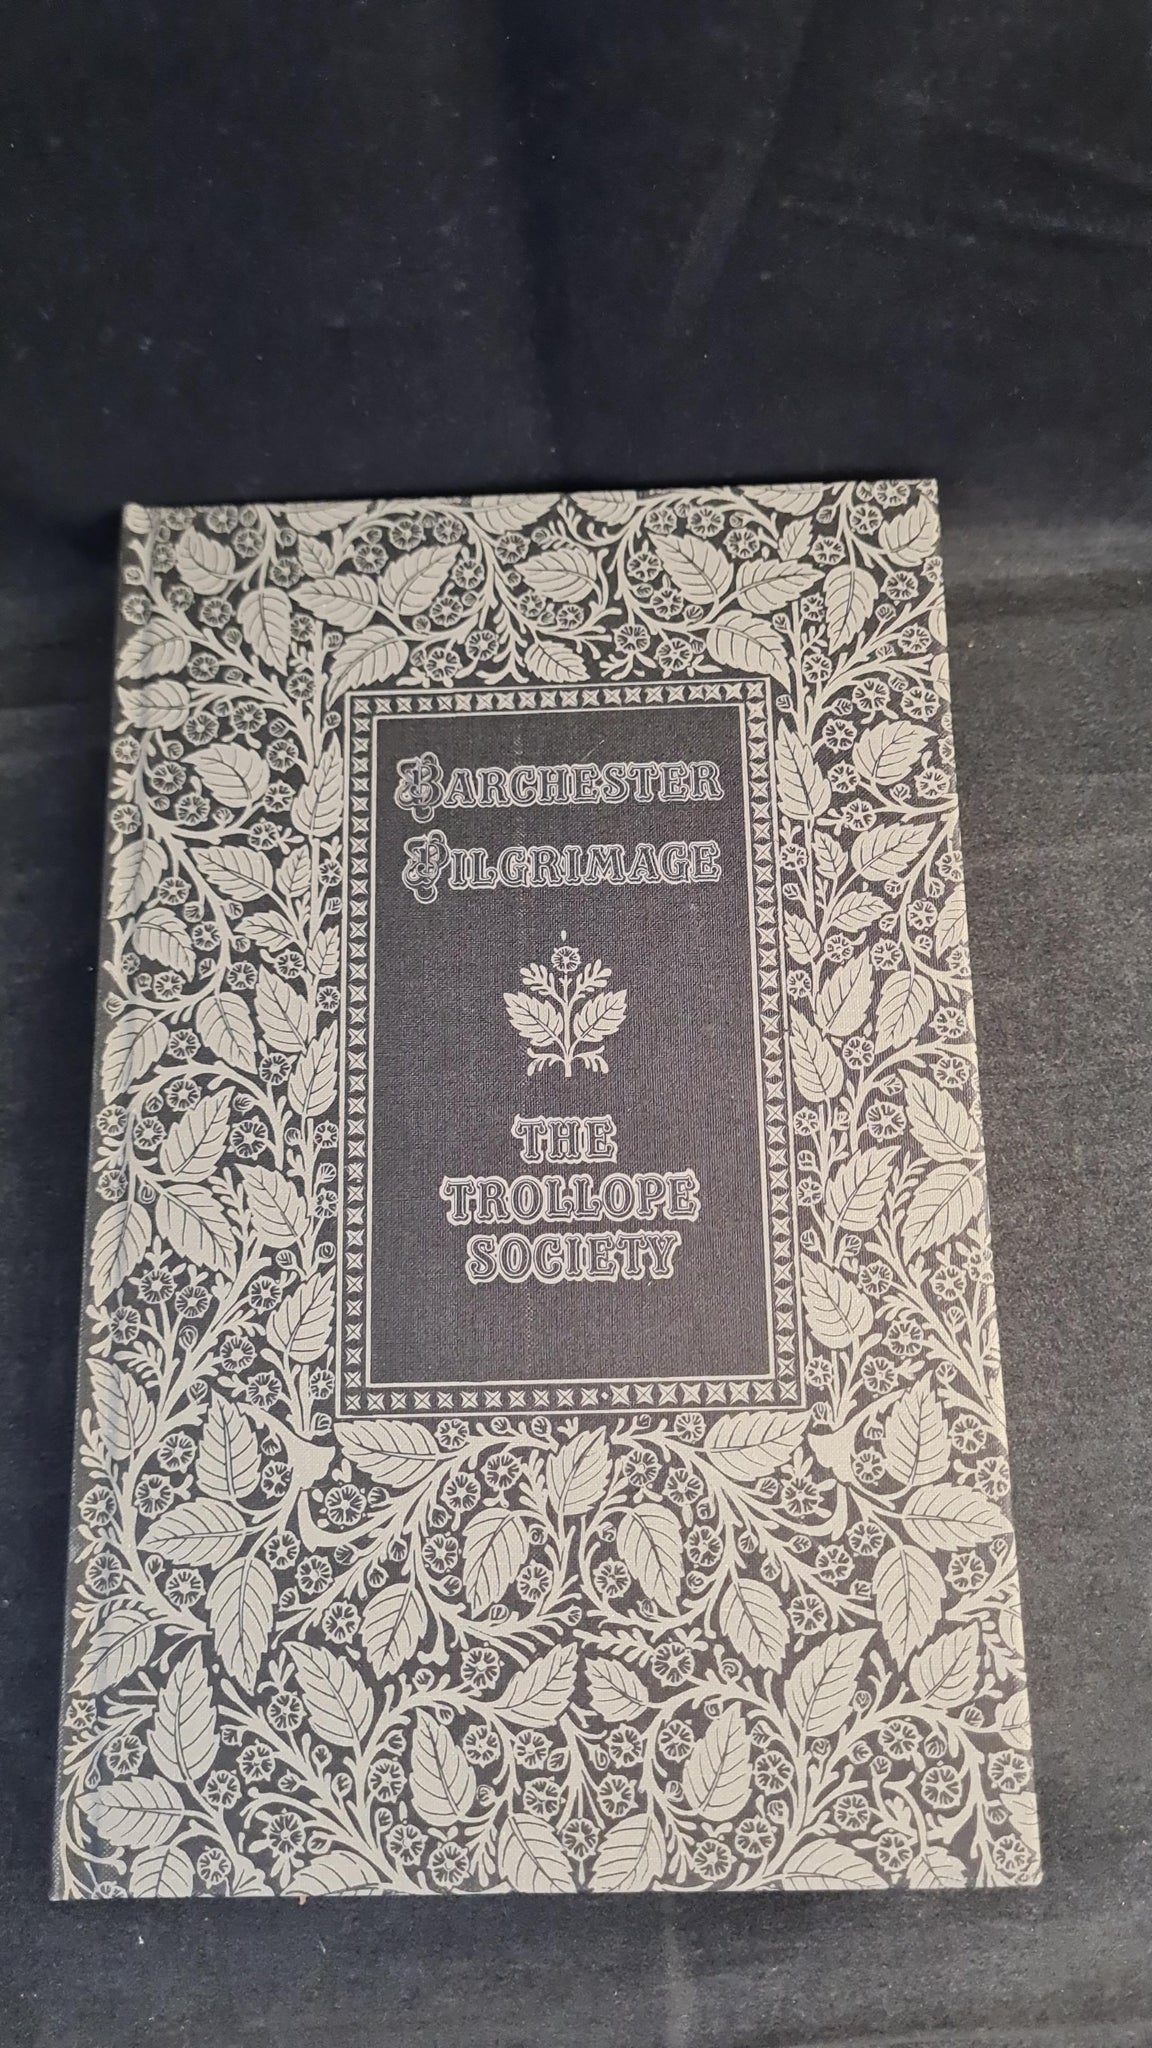 BARCHESTER
PILGRIMAGE
THE
TROLLOPE
SOCIETY